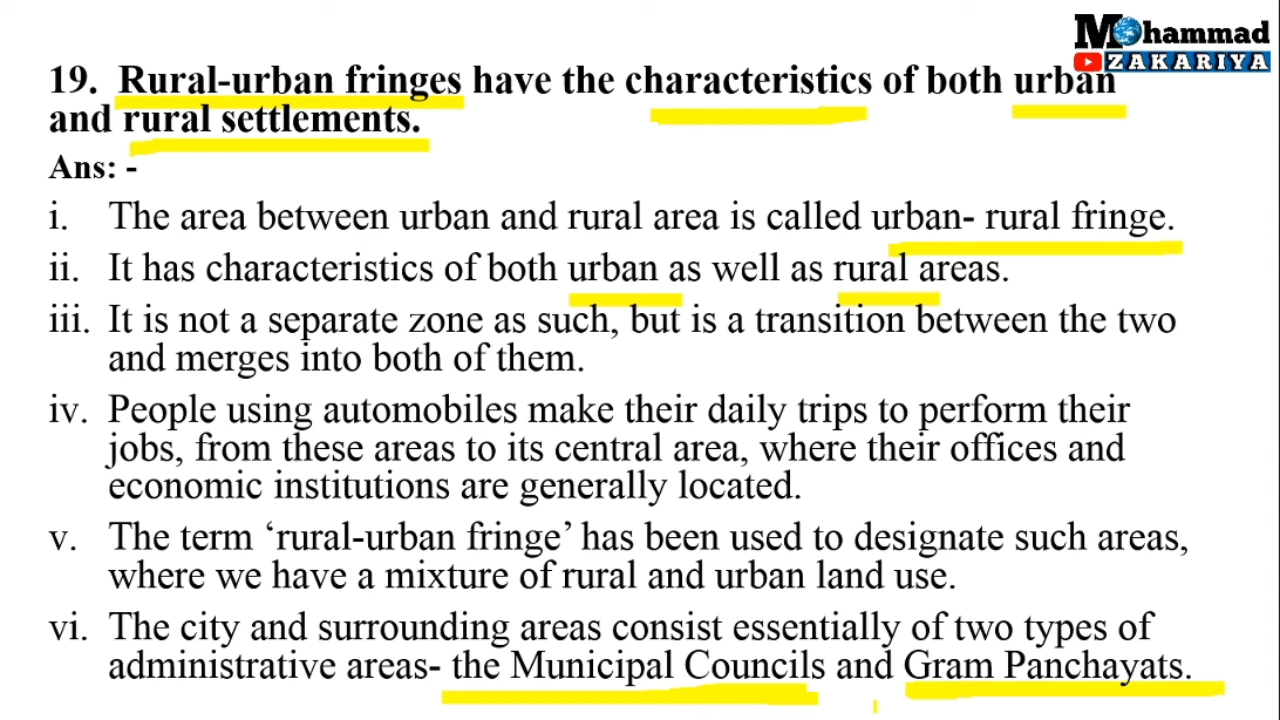 Mohammad
ZAKARIYA
19. Rural-urban fringes have the characteristics of both urban
and rural settlements.
Ans: -
i. The area between urban and rural area is called urban- rural fringe.
ii. It has characteristics of both urban as well as rural areas.
iii. It is not a separate zone as such, but is a transition between the two
and merges into both of them.
iv. People using automobiles make their daily trips to perform their
jobs, from these areas to its central area, where their offices and
economic institutions are generally located.
v. The term ‘rural-urban fringe’ has been used to designate such areas,
where we have a mixture of rural and urban land use.
vi. The city and surrounding areas consist essentially of two types of
administrative areas- the Municipal Councils and Gram Panchayats.